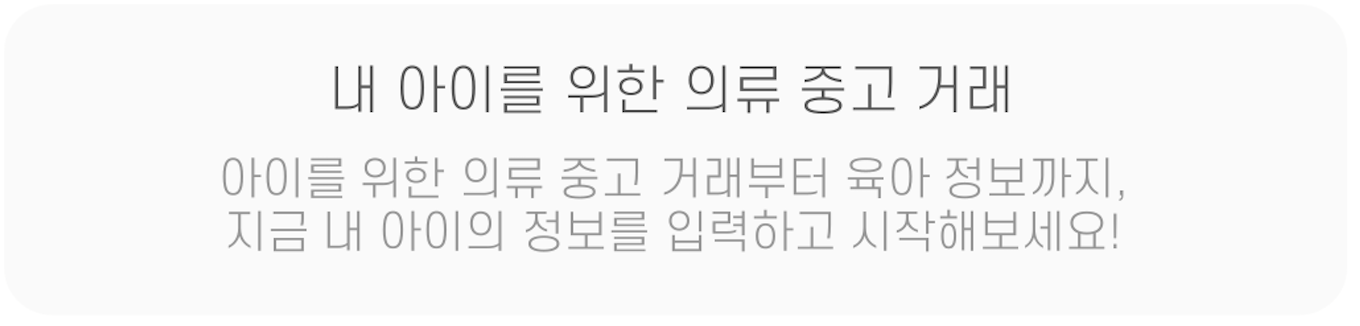 내 아이를 위한 의류 중고 거래
아이를 위한 의류 중고 거래부터 육아 정보까지,
지금 내 아이의 정보를 입력하고 시작해보세요!